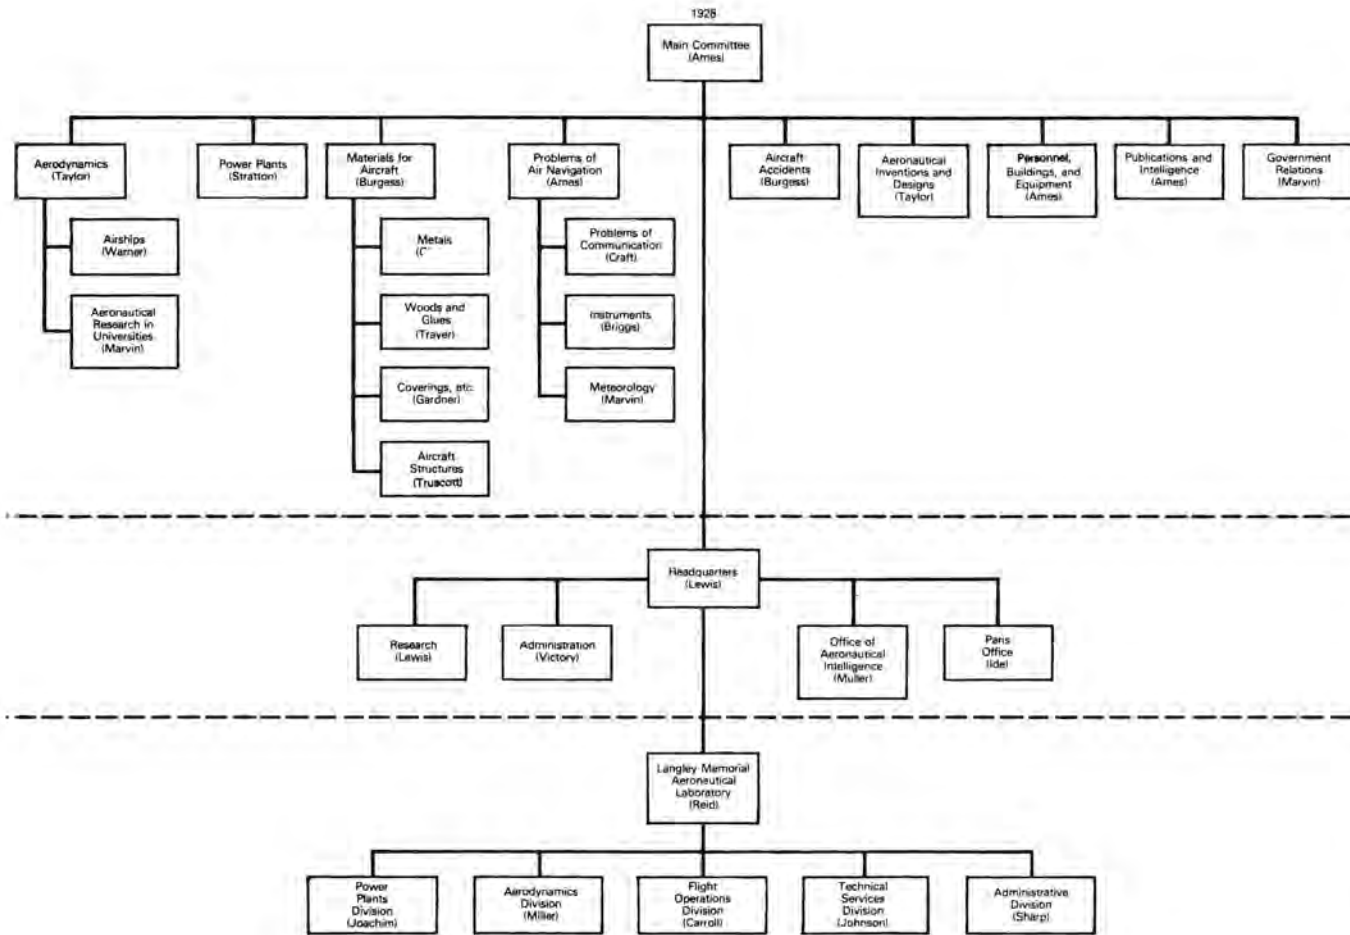 1928
Main Committee
(Ames)
Aerodynamics
(Taylor)
Power Plants
(Stratton)
Materials for
Aircraft
(Burgess)
Problems of
Air Navigation
(Ames)
Aircraft
Accidents
(Burgess)
Aeronautical
Inventions and
Designs
(Taylor)
Personnel,
Buildings, and
Equipment
(Ames)
Publications and
Intelligence
(Ames)
Government
Relations
(Marvin)
Airships
(Warner)
Aeronautical
Research in
Universities
(Marvin)
Metals
Woods and
Glues
(Traver)
Coverings, etc.
(Gardner)
Aircraft
Structures
(Truscott)
Problems of
Communication
(Craft)
Instruments
(Briggs)
Meteorology
(Marvin)
Headquarters
(Lewis)
Research
(Lewis)
Administration
(Victory)
Office of
Aeronautical
Intelligence
(Muller)
Paris
Office
(Ide)
Langley Memorial
Aeronautical
Laboratory
(Reid)
Power
Plants
Division
(Joachim)
Aerodynamics
Division
(Miller)
Flight
Operations
Division
(Carroll)
Technical
Services
Division
(Johnson)
Administrative
Division
(Sharp)